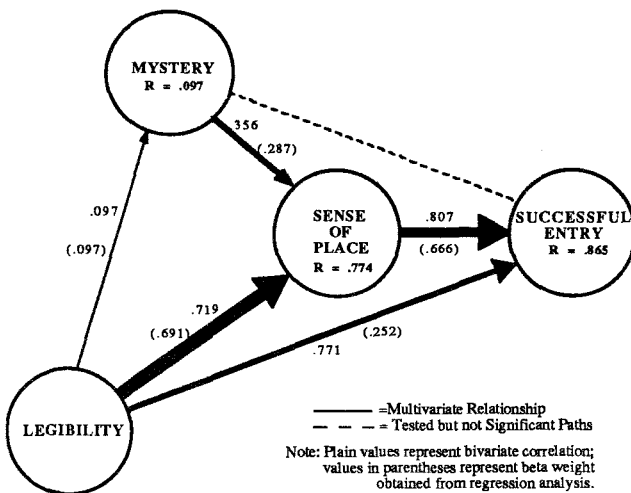 MYSTERY
R = .097
.356
(.287)
.097
(.097)
SENSE
OF
PLACE
R = .774
.807
(.666)
SUCCESSFUL
ENTRY
R = .865
.719
(.691)
(.252)
.771
LEGIBILITY
=Multivariate Relationship
= Tested but not Significant Paths
Note: Plain values represent bivariate correlation;
values in parentheses represent beta weight
obtained from regression analysis.